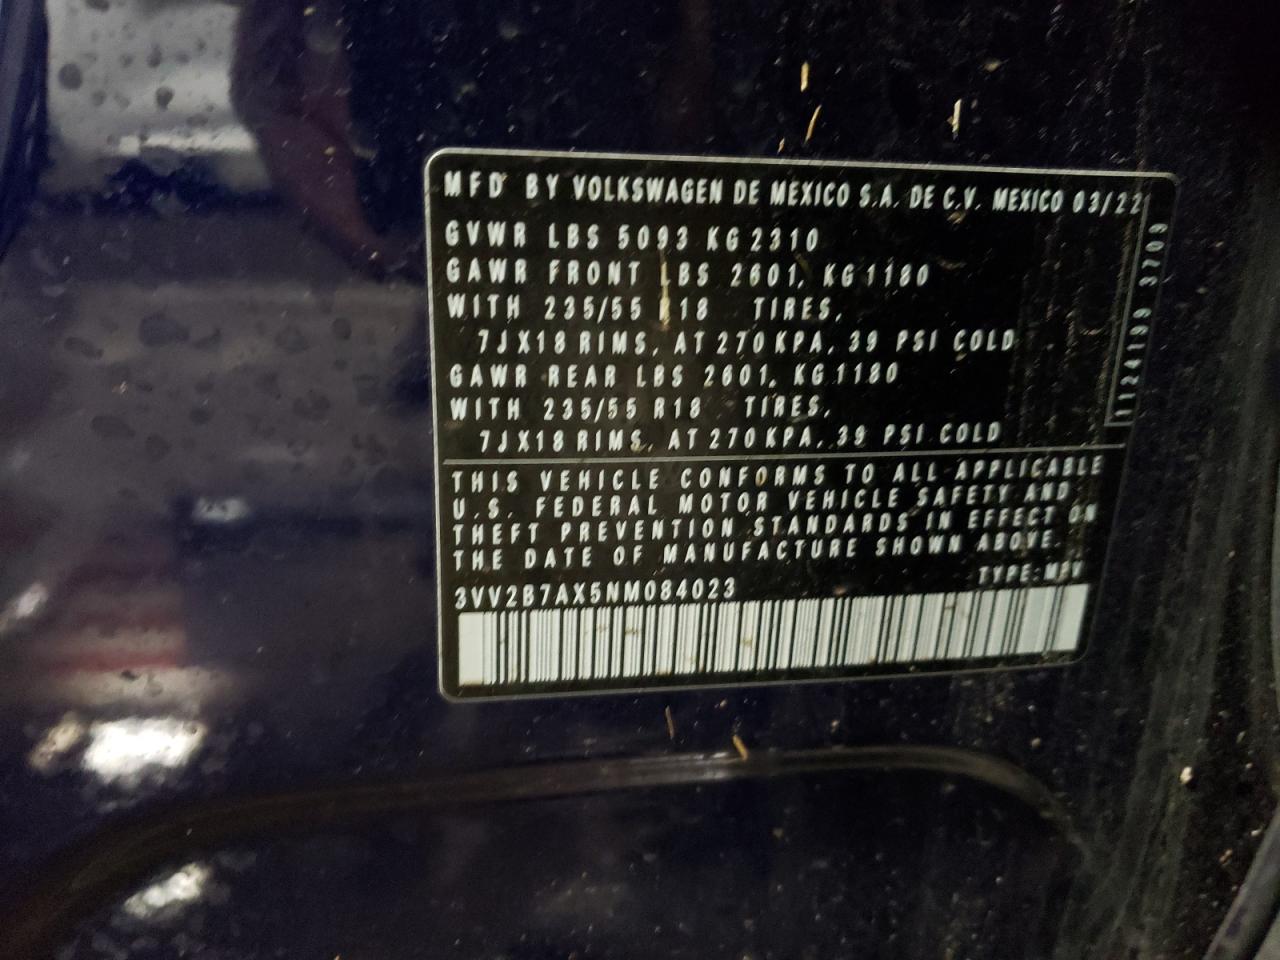 MFD BY VOLKSWAGEN DE MEXICO S.A. DE C.V. MEXICO 03/22
GVWR LBS 5093 KG 2310
GAWR FRONT LBS 2601, KG 1180
WITH 235/55 R18 TIRES,
7JX18 RIMS, AT 270 KPA, 39 PSI COLD
GAWR REAR LBS 2601, KG 1180
WITH 235/55 R18 TIRES,
7JX18 RIMS, AT 270 KPA, 39 PSI COLD
1124199 3709
THIS VEHICLE CONFORMS TO ALL APPLICABLE
U.S. FEDERAL MOTOR VEHICLE SAFETY AND
THEFT PREVENTION STANDARDS IN EFFECT ON
THE DATE OF MANUFACTURE SHOWN ABOVE.
TYPE: MPV
3VV2B7AX5NM084023